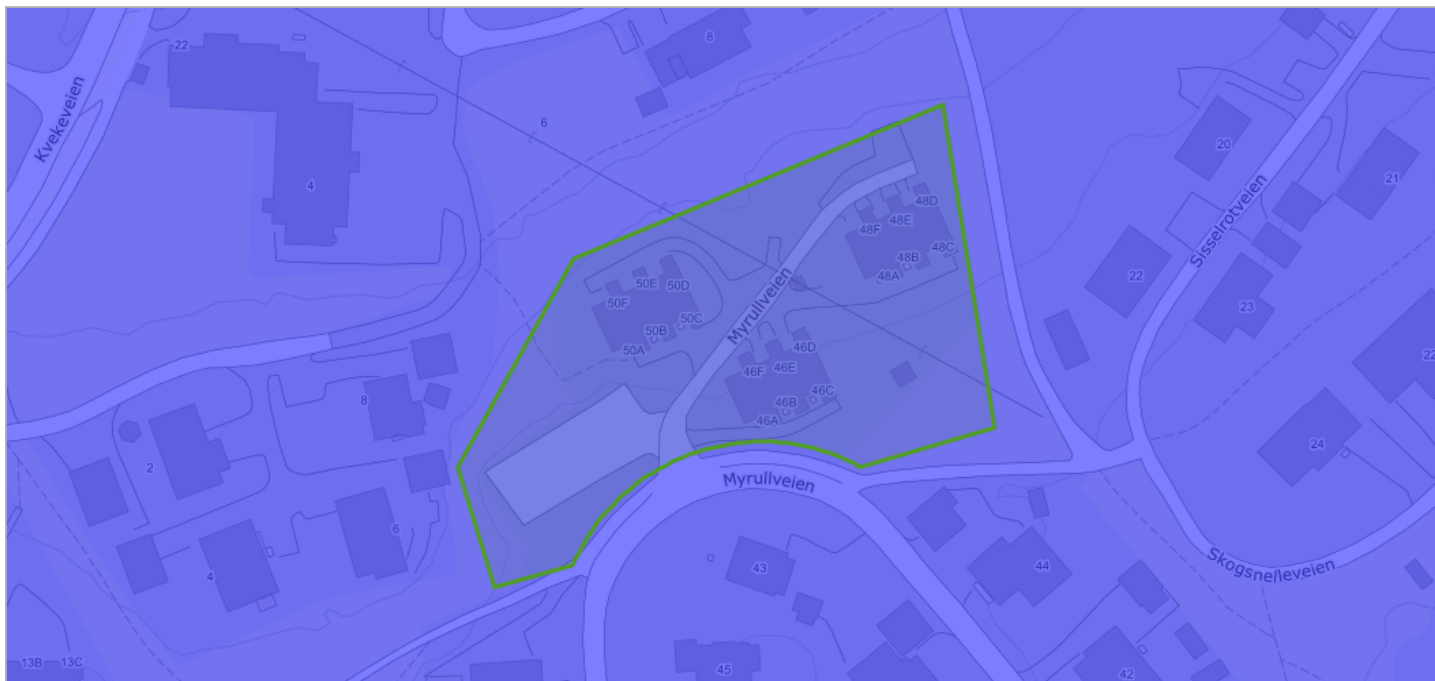 22
8
Kvekeveien
6
20
4
21
48D
48E
48F
48C
48B
48A
Sisselrotveien
50E
50D
50F
50C
50B
50A
22
23
Myrullveien
46D
46F
46E
46C
46B
46A
22
8
2
24
Myrullveien
6
4
43
44
Skogsnelleveien
13B
13C
45
42